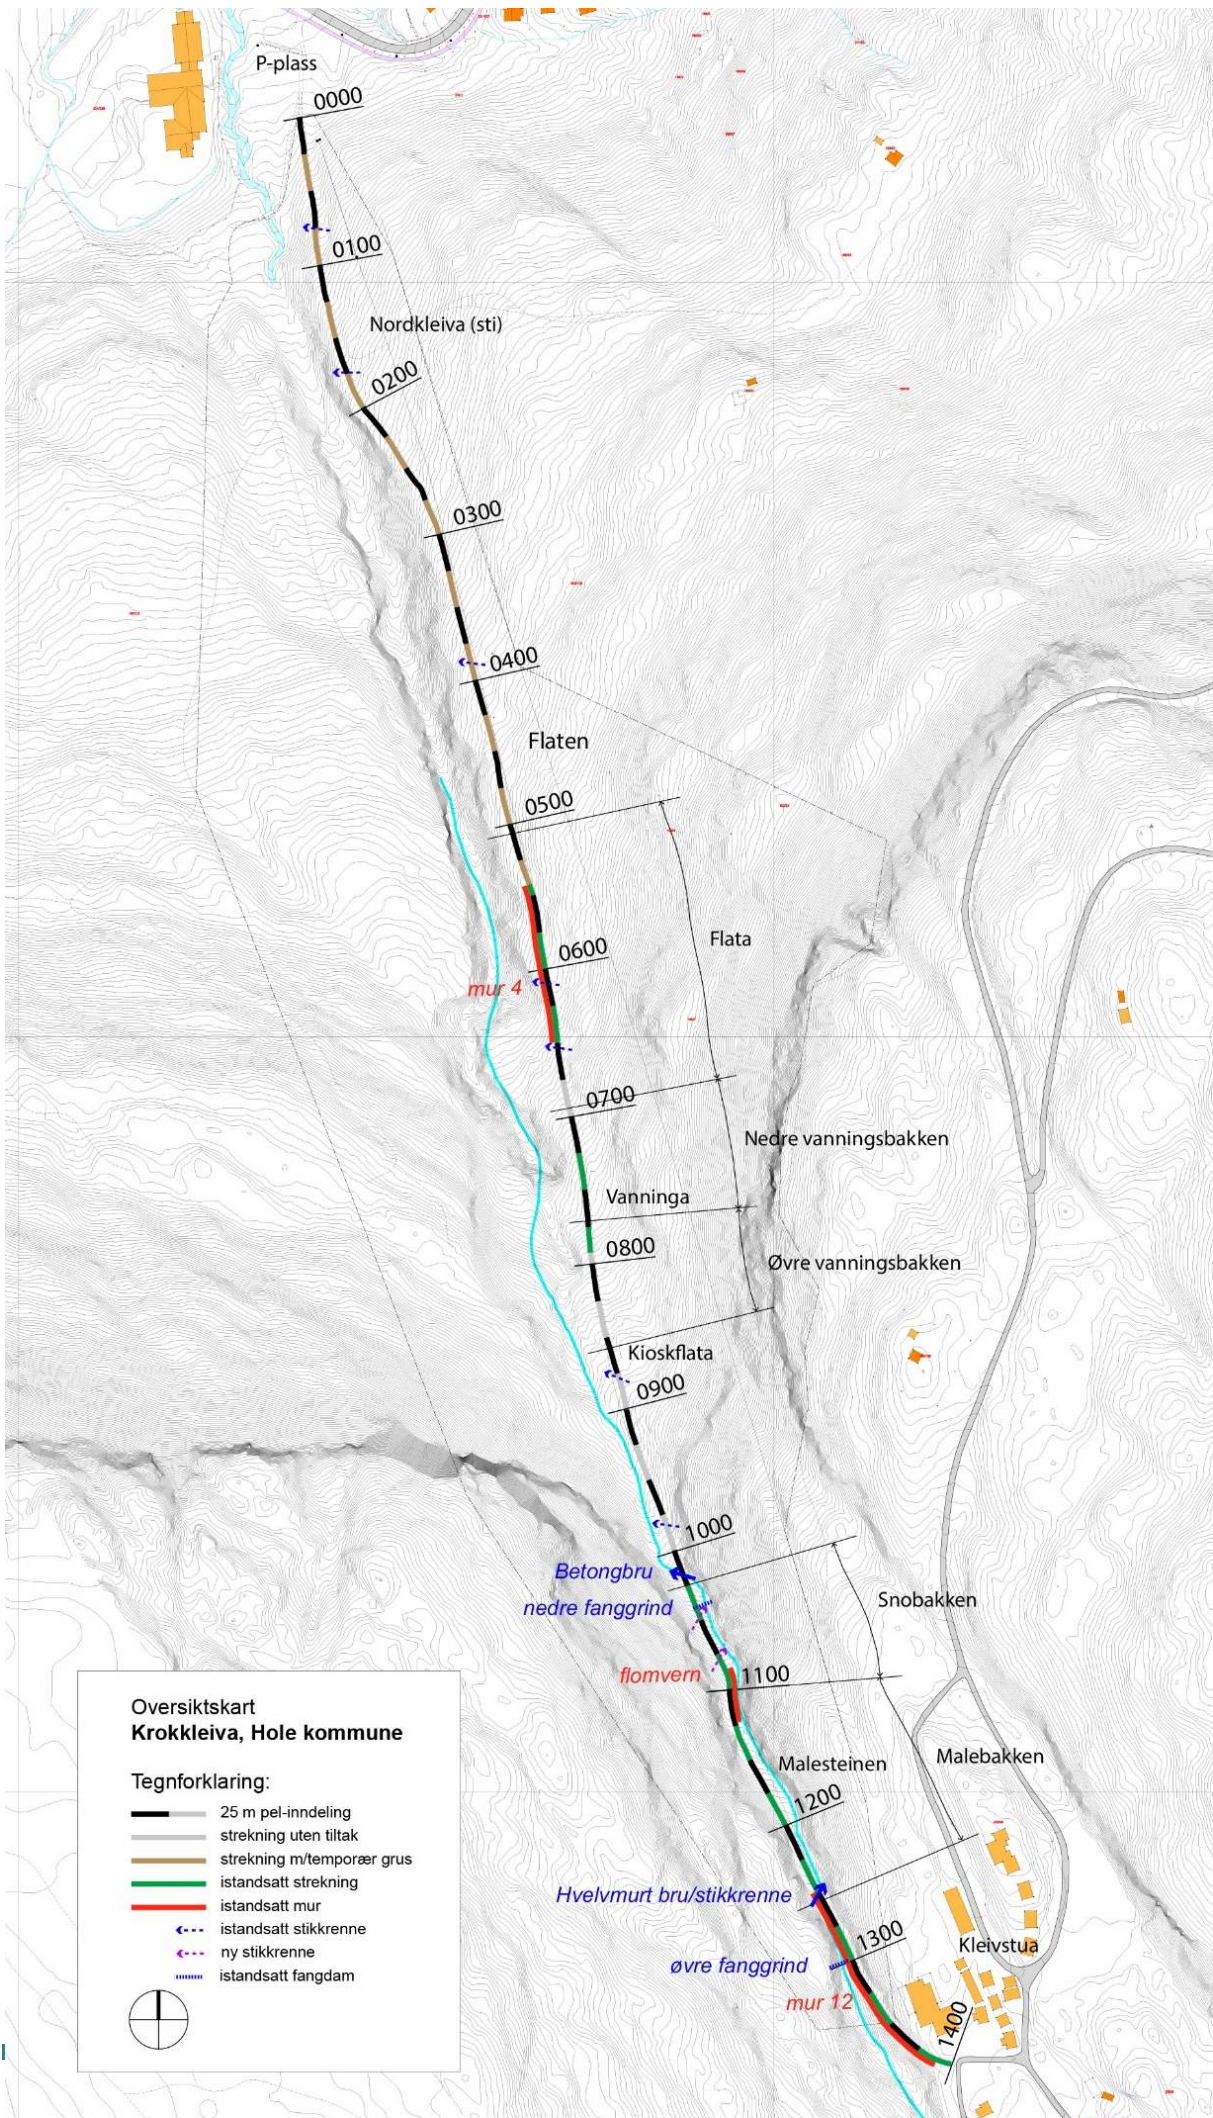 P-plass
0000
0100
Nordkleiva (sti)
0200
0300
0400
Flaten
0500
Flata
0600
mur 4
0700
Nedre vanningsbakken
Vanninga
0800
Øvre vanningsbakken
Kioskflata
0900
1000
Betongbru
nedre fanggrind
Snobakken
flomvern
1100
Malesteinen
Malebakken
1200
Hvelvmurt bru/stikkrenne
1300
Kleivstua
øvre fanggrind
mur 12
1400
Oversiktskart
Krokkleiva, Hole kommune
Tegnforklaring:
25 m pel-inndeling
strekning uten tiltak
strekning m/temporær grus
istandsatt strekning
istandsatt mur
istandsatt stikkrenne
ny stikkrenne
istandsatt fangdam